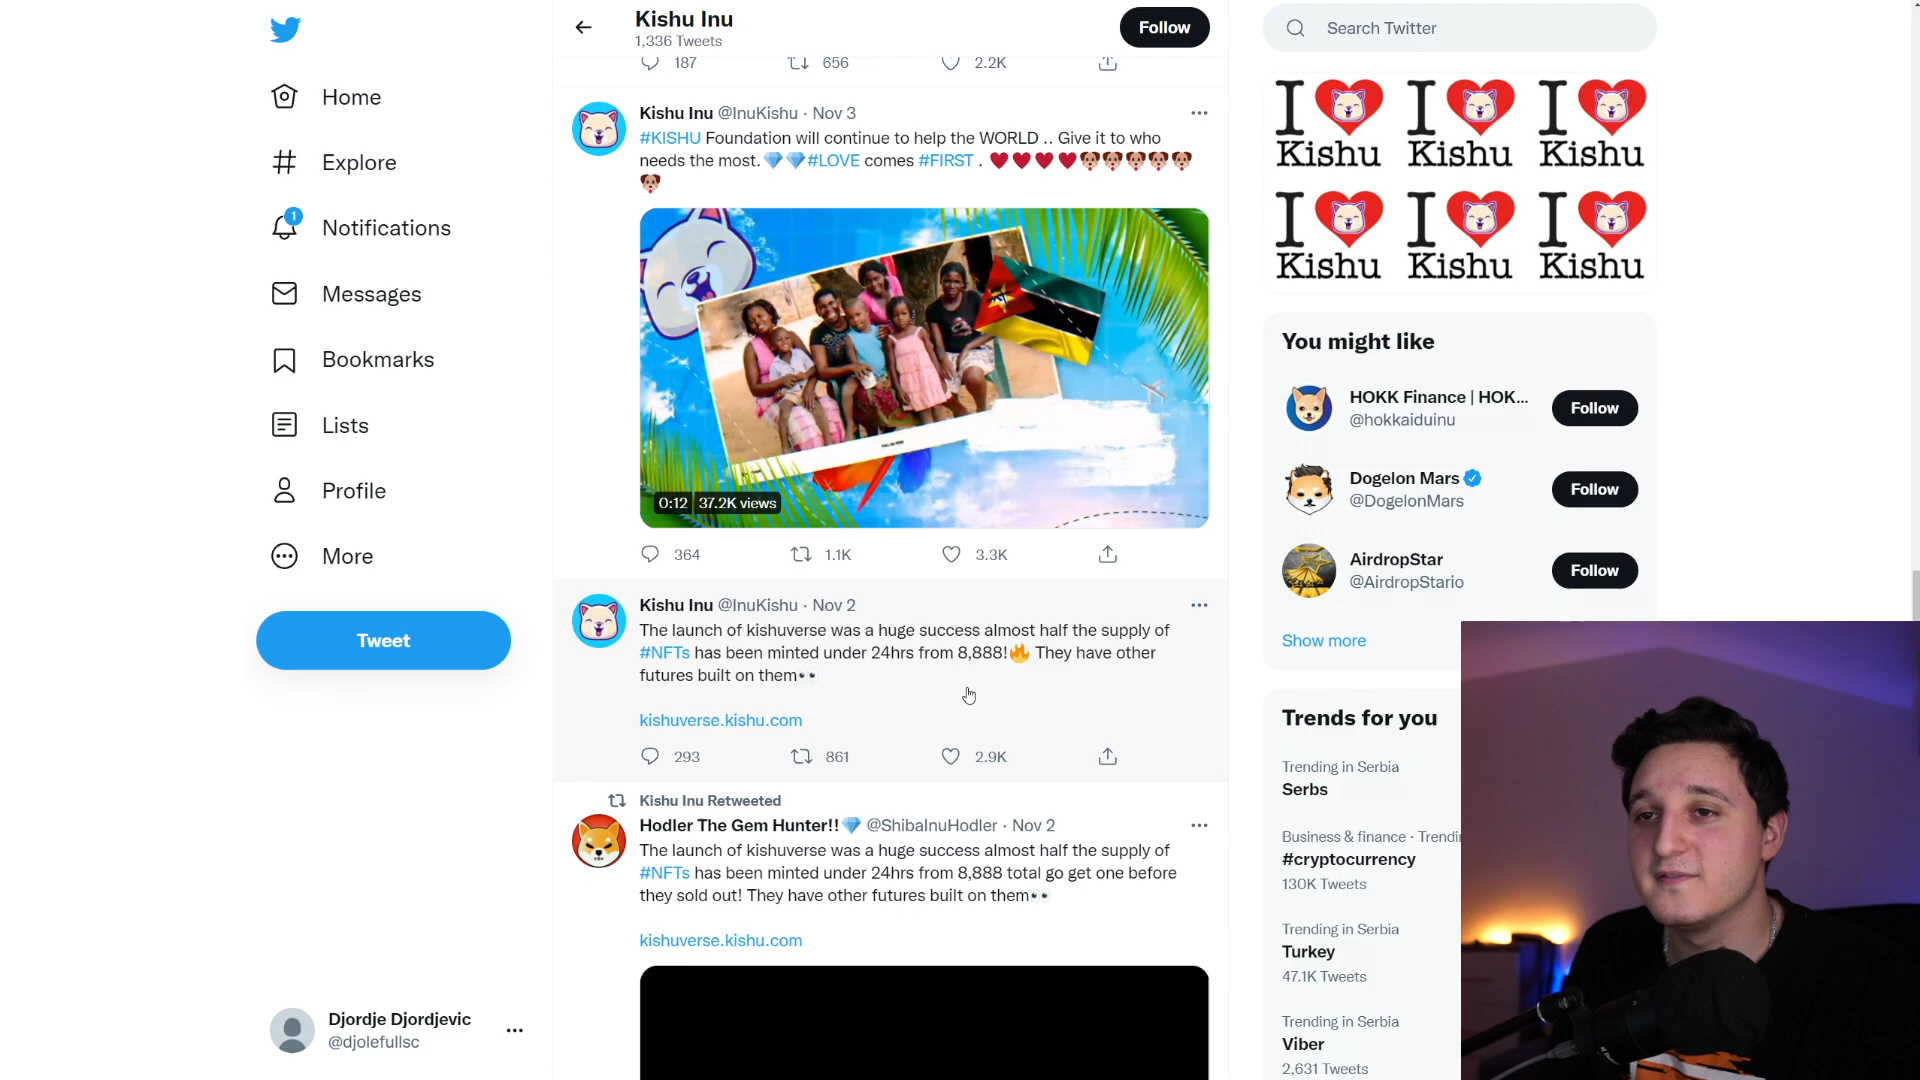 Home
Explore
1
Notifications
Messages
Bookmarks
Lists
Profile
More
Tweet
Djordje Djordjevic
@djolefullsc
Kishu Inu
1,336 Tweets
Follow
187 656 2.2K
Kishu Inu @InuKishu · Nov 3
#KISHU Foundation will continue to help the WORLD .. Give it to who
needs the most.💎💎#LOVE comes #FIRST . ♥♥♥♥🐶🐶🐶🐶🐶
🐶
0:12 37.2K views
364 1.1K 3.3K
Kishu Inu @InuKishu · Nov 2
The launch of kishuverse was a huge success almost half the supply of
#NFTs has been minted under 24hrs from 8,888!🔥 They have other
futures built on them👀
kishuverse.kishu.com
293 861 2.9K
Kishu Inu Retweeted
Hodler The Gem Hunter!!💎 @ShibaInuHodler · Nov 2
The launch of kishuverse was a huge success almost half the supply of
#NFTs has been minted under 24hrs from 8,888 total go get one before
they sold out! They have other futures built on them👀
kishuverse.kishu.com
Search Twitter
I I I
Kishu Kishu Kishu
I I I
Kishu Kishu Kishu
You might like
HOKK Finance | HOK...
@hokkaiduinu
Follow
Dogelon Mars
@DogelonMars
Follow
AirdropStar
@AirdropStario
Follow
Show more
Trends for you
Trending in Serbia
Serbs
Business & finance · Trendi
#cryptocurrency
130K Tweets
Trending in Serbia
Turkey
47.1K Tweets
Trending in Serbia
Viber
2,631 Tweets